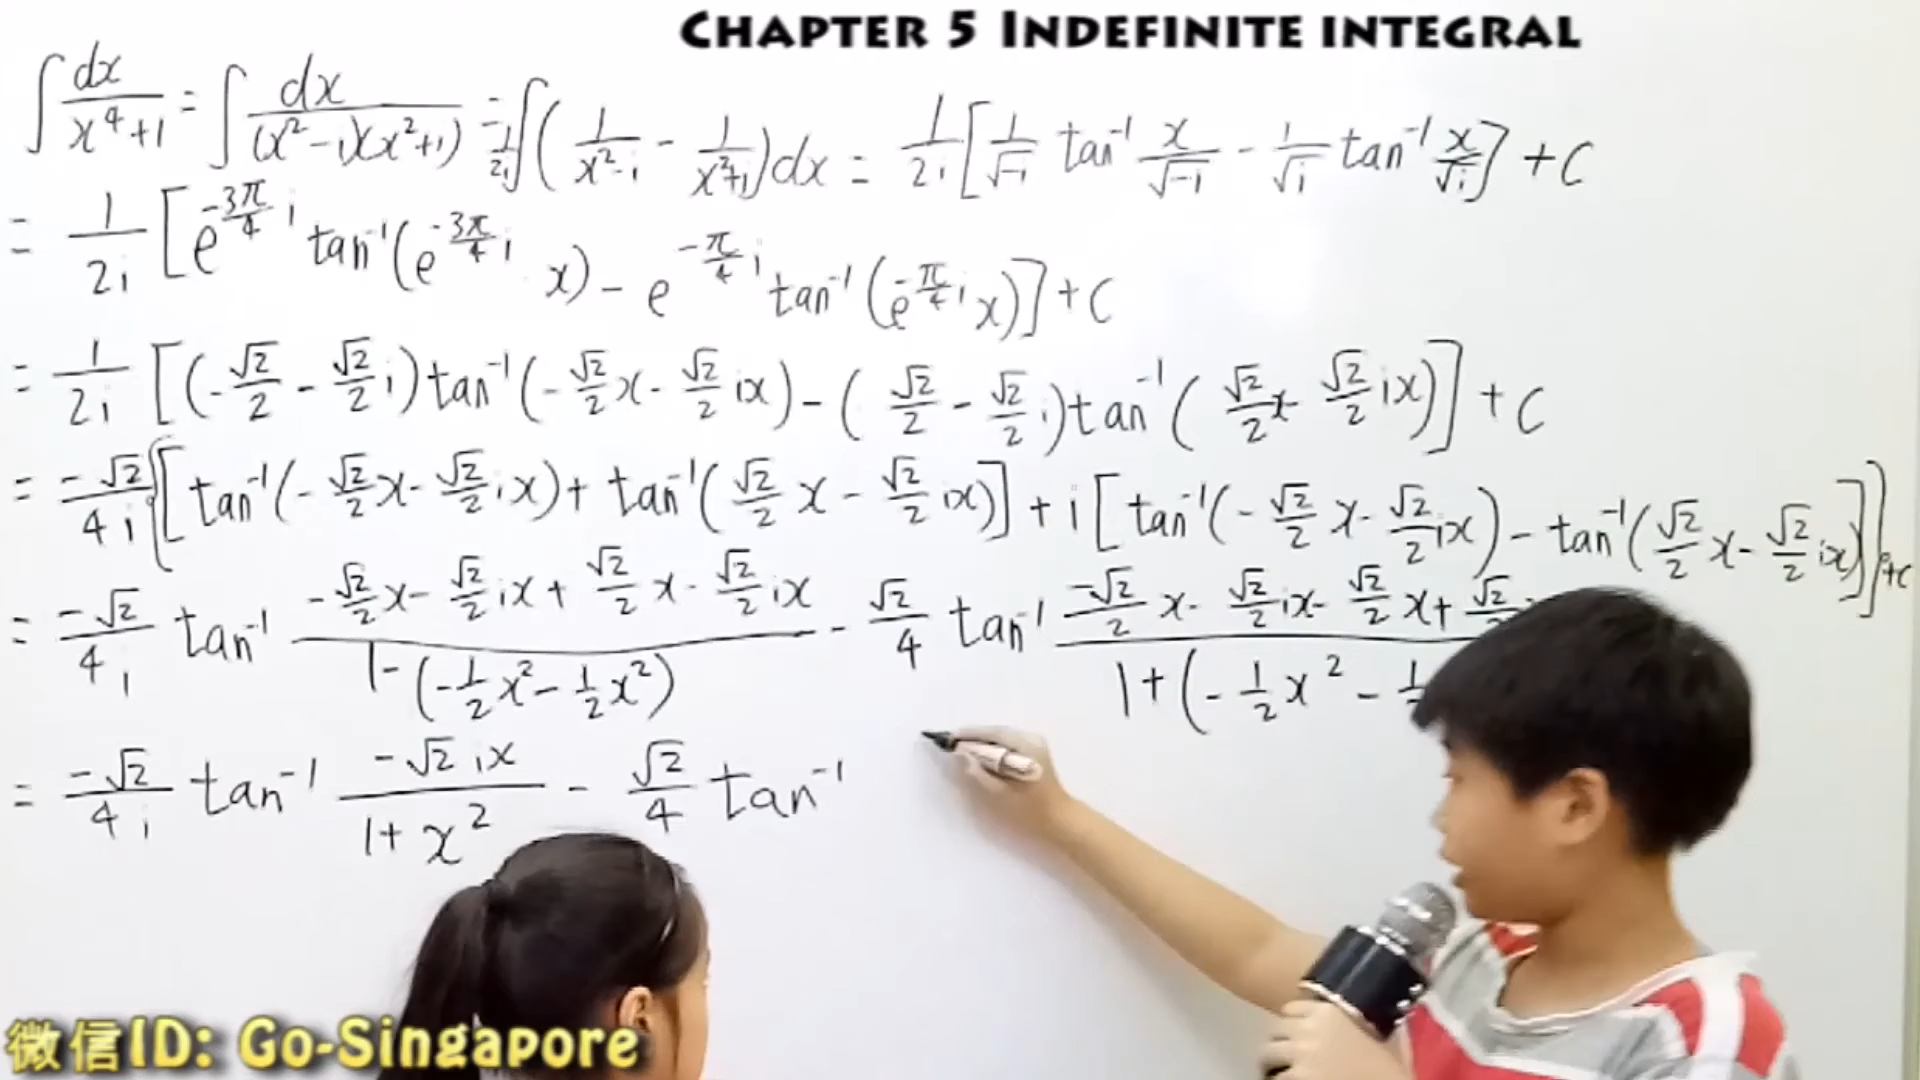 CHAPTER 5 INDEFINITE INTEGRAL
∫ dx/(x⁴+1) = ∫ dx/((x²-i)(x²+i)) = 1/2i ∫ (1/(x²-i) - 1/(x²+i)) dx = 1/2i [1/√-i tan⁻¹ x/√-i - 1/√i tan⁻¹ x/√i] + C
= 1/2i [e^(-3π/4 i) tan⁻¹(e^(-3π/4 i) x) - e^(-π/4 i) tan⁻¹(e^(-π/4 i) x)] + C
= 1/2i [(-√2/2 - √2/2 i) tan⁻¹(-√2/2 x - √2/2 ix) - (√2/2 - √2/2 i) tan⁻¹(√2/2 x - √2/2 ix)] + C
= -√2/4i {[tan⁻¹(-√2/2 x - √2/2 ix) + tan⁻¹(√2/2 x - √2/2 ix)] + i [tan⁻¹(-√2/2 x - √2/2 ix) - tan⁻¹(√2/2 x - √2/2 ix)]} + C
= -√2/4i tan⁻¹ (-√2/2 x - √2/2 ix + √2/2 x - √2/2 ix)/(1 - (-1/2 x² - 1/2 x²)) - √2/4 tan⁻¹ (-√2/2 x - √2/2 ix - √2/2 x + √2/2)/(1 + (-1/2 x² - 1
= -√2/4i tan⁻¹ (-√2 ix)/(1+x²) - √2/4 tan⁻¹
微信ID: Go-Singapore